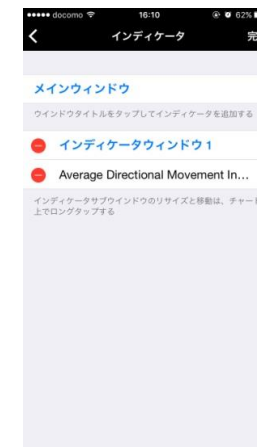 docomo 16:10 62%
インディケータ 完
メインウィンドウ
ウインドウタイトルをタップしてインディケータを追加する
インディケータウィンドウ 1
Average Directional Movement In...
インディケータサブウインドウのリサイズと移動は、チャート
上でロングタップする